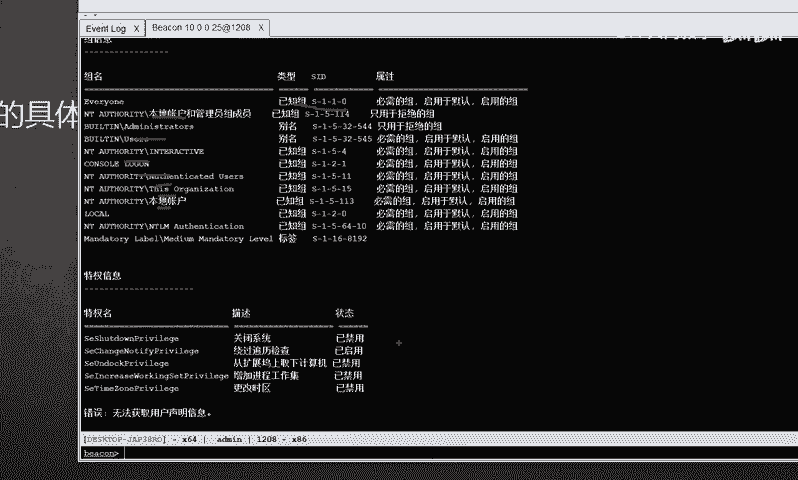 Event Log X Beacon 10.0.0.25@1208 X
组信息
-----------------
组名 类型 SID 属性
Everyone 已知组 S-1-1-0 必需的组, 启用于默认, 启用的组
NT AUTHORITY\本地帐户和管理员组成员 已知组 S-1-5-114 只用于拒绝的组
BUILTIN\Administrators 别名 S-1-5-32-544 只用于拒绝的组
BUILTIN\Users 别名 S-1-5-32-545 必需的组, 启用于默认, 启用的组
NT AUTHORITY\INTERACTIVE 已知组 S-1-5-4 必需的组, 启用于默认, 启用的组
CONSOLE LOGON 已知组 S-1-2-1 必需的组, 启用于默认, 启用的组
NT AUTHORITY\Authenticated Users 已知组 S-1-5-11 必需的组, 启用于默认, 启用的组
NT AUTHORITY\This Organization 已知组 S-1-5-15 必需的组, 启用于默认, 启用的组
NT AUTHORITY\本地帐户 已知组 S-1-5-113 必需的组, 启用于默认, 启用的组
LOCAL 已知组 S-1-2-0 必需的组, 启用于默认, 启用的组
NT AUTHORITY\NTLM Authentication 已知组 S-1-5-64-10 必需的组, 启用于默认, 启用的组
Mandatory Label\Medium Mandatory Level 标签 S-1-16-8192
的具体
特权信息
----------------------
特权名 描述 状态
SeShutdownPrivilege 关闭系统 已禁用
SeChangeNotifyPrivilege 绕过遍历检查 已启用
SeUndockPrivilege 从扩展坞上取下计算机 已禁用
SeIncreaseWorkingSetPrivilege 增加进程工作集 已禁用
SeTimeZonePrivilege 更改时区 已禁用
错误: 无法获取用户声明信息。
[DESKTOP-JAP38RO] - x64 | admin | 1208 - x86
beacon>